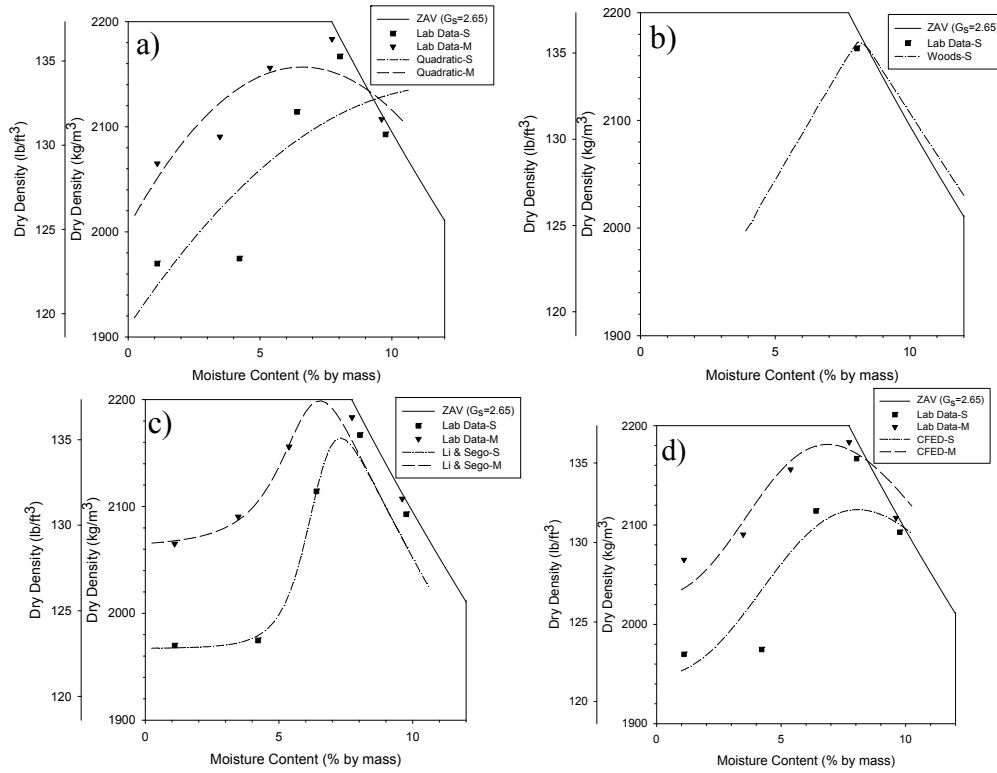 a)
ZAV (GS=2.65)
Lab Data-S
Lab Data-M
Quadratic-S
Quadratic-M
Dry Density (lb/ft3)
135
130
125
120
Dry Density (kg/m3)
2200
2100
2000
1900
0 5 10
Moisture Content (% by mass)
b)
ZAV (GS=2.65)
Lab Data-S
Woods-S
Dry Density (lb/ft3)
135
130
125
120
Dry Density (kg/m3)
2200
2100
2000
1900
0 5 10
Moisture Content (% by mass)
c)
ZAV (GS=2.65)
Lab Data-S
Lab Data-M
Li & Sego-S
Li & Sego-M
Dry Density (lb/ft3)
135
130
125
120
Dry Density (kg/m3)
2200
2100
2000
1900
0 5 10
Moisture Content (% by mass)
d)
ZAV (GS=2.65)
Lab Data-S
Lab Data-M
CFED-S
CFED-M
Dry Density (lb/ft3)
135
130
125
120
Dry Density (kg/m3)
2200
2100
2000
1900
0 5 10
Moisture Content (% by mass)